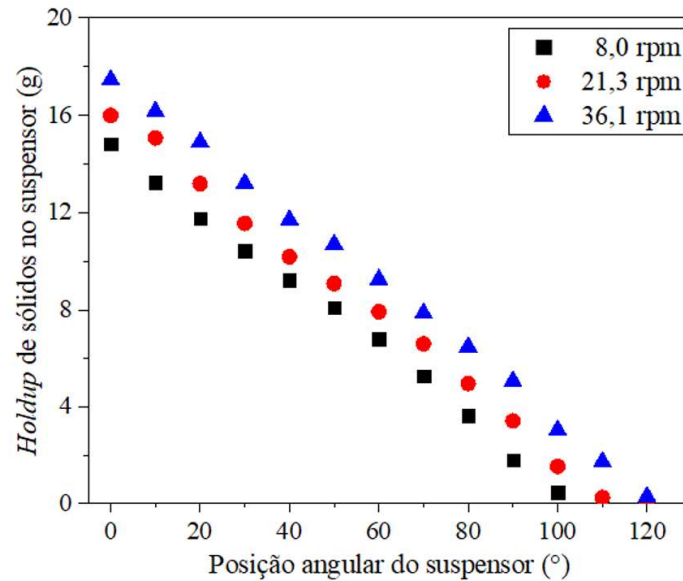 20
16
12
8
4
0
Holdup de sólidos no suspensor (g)
8,0 rpm
21,3 rpm
36,1 rpm
0 20 40 60 80 100 120
Posição angular do suspensor (°)